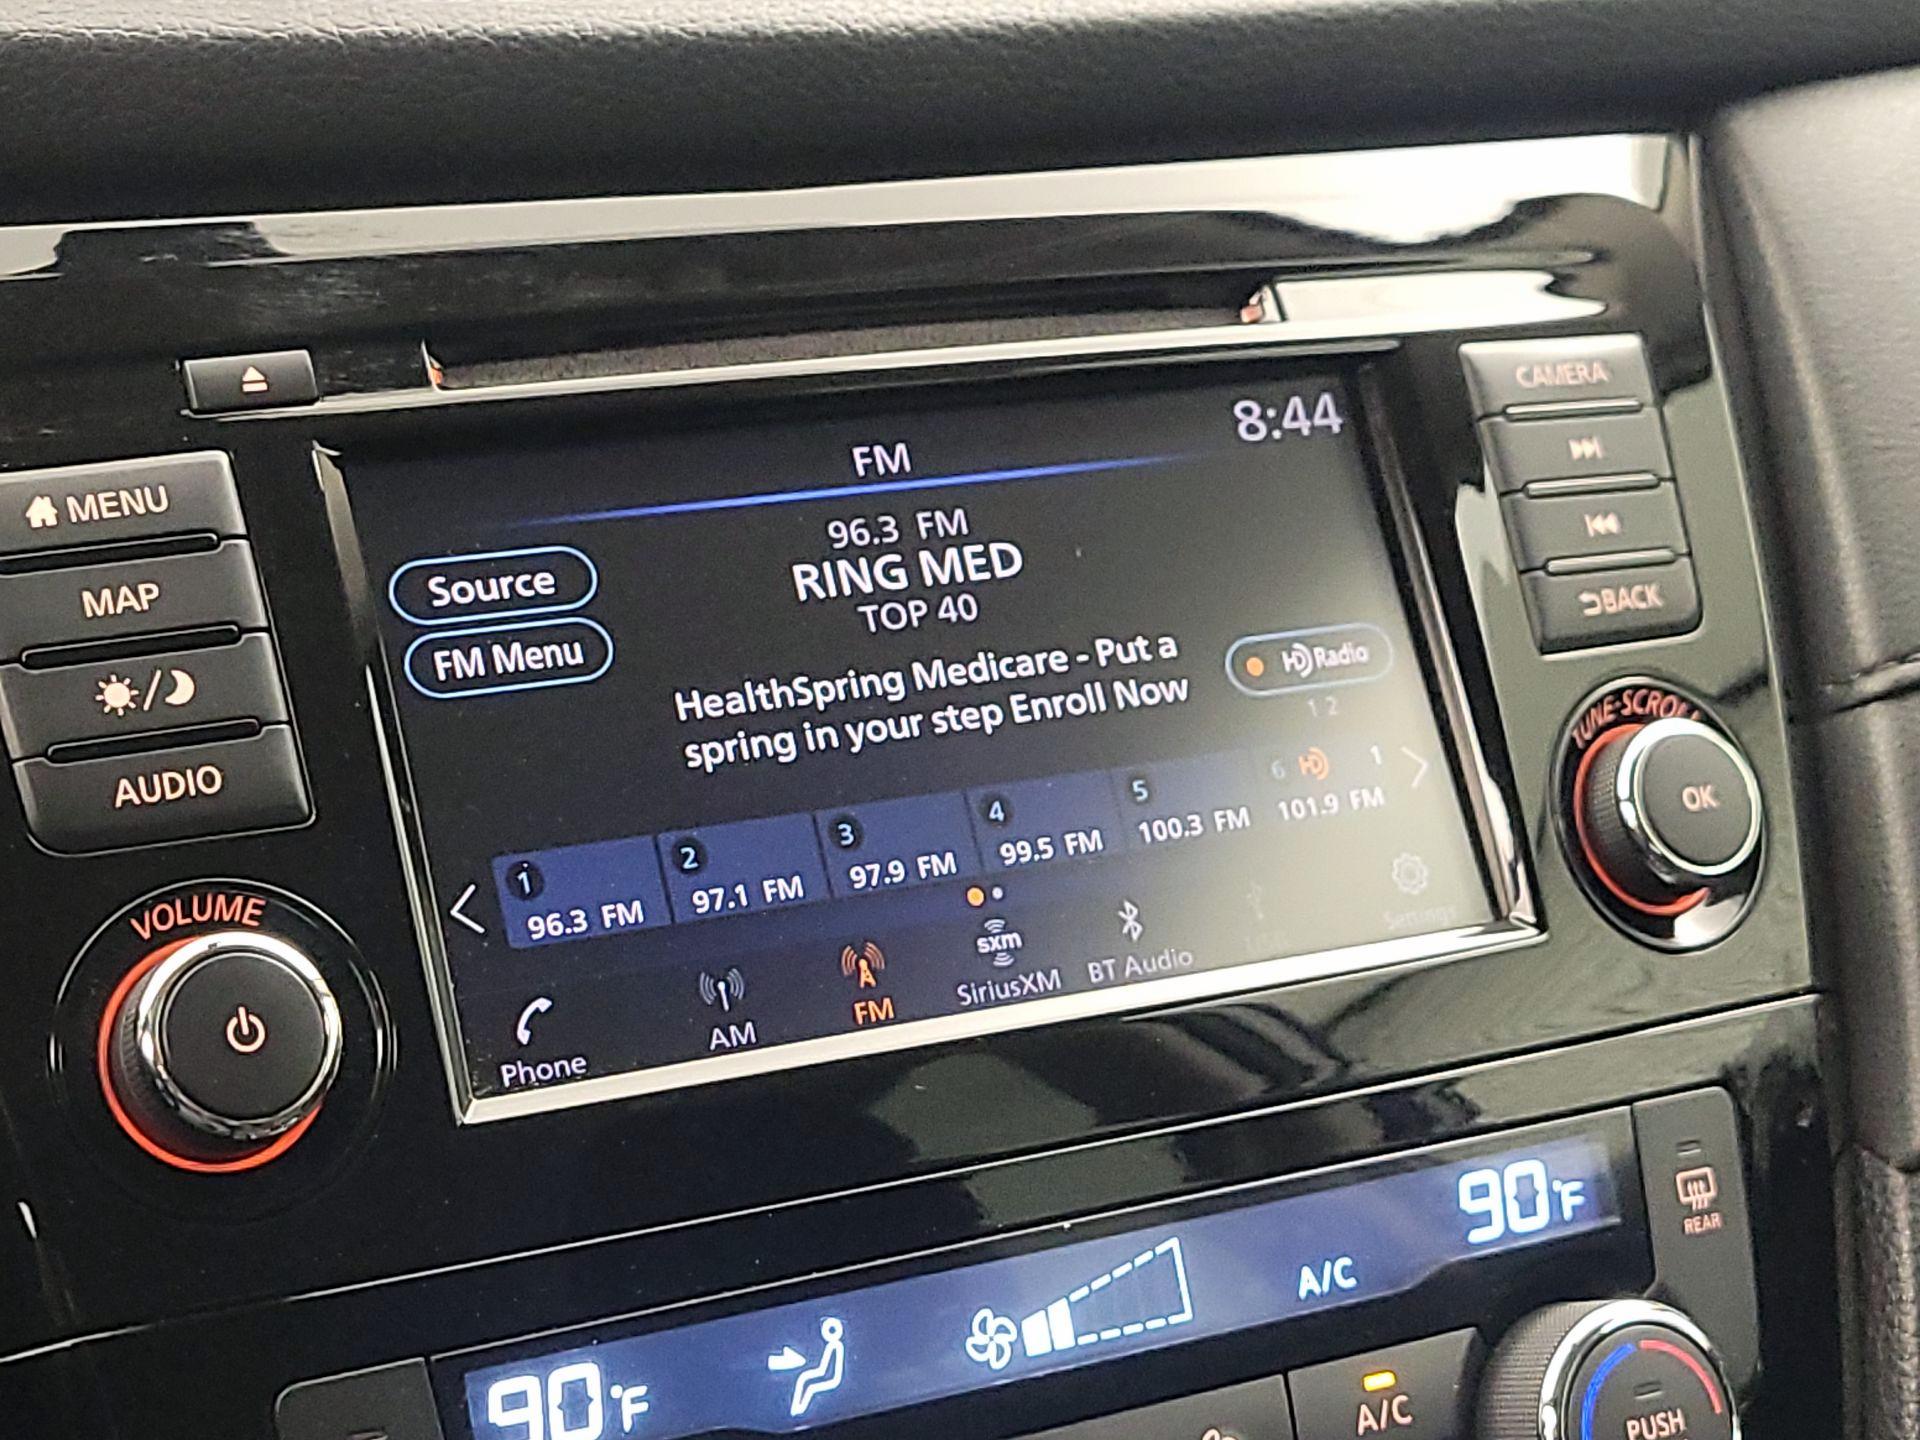 CAMERA
8:44
FM
MENU
96.3 FM
RING MED
TOP 40
Source
MAP
BACK
FM Menu
HealthSpring Medicare - Put a
spring in your step Enroll Now
HD Radio
1 2
TUNE-SCROLL
OK
AUDIO
1 96.3 FM
2 97.1 FM
3 97.9 FM
4 99.5 FM
5 100.3 FM
6 HD 1 101.9 FM
VOLUME
Phone
AM
FM
sxm
SiriusXM
BT Audio
Settings
90°F
A/C
90°F
REAR
A/C
PUSH